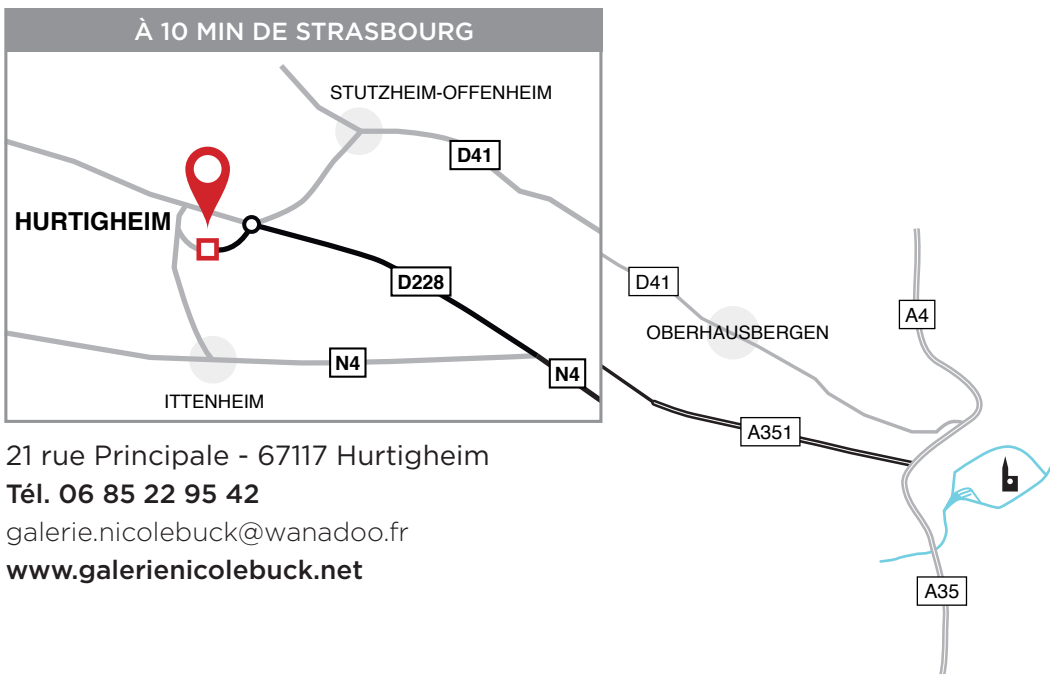 À 10 MIN DE STRASBOURG
STUTZHEIM-OFFENHEIM
D41
HURTIGHEIM
D228
D41
A4
OBERHAUSBERGEN
N4
N4
ITTENHEIM
A351
21 rue Principale - 67117 Hurtigheim
Tél. 06 85 22 95 42
galerie.nicolebuck@wanadoo.fr
www.galerienicolebuck.net
A35